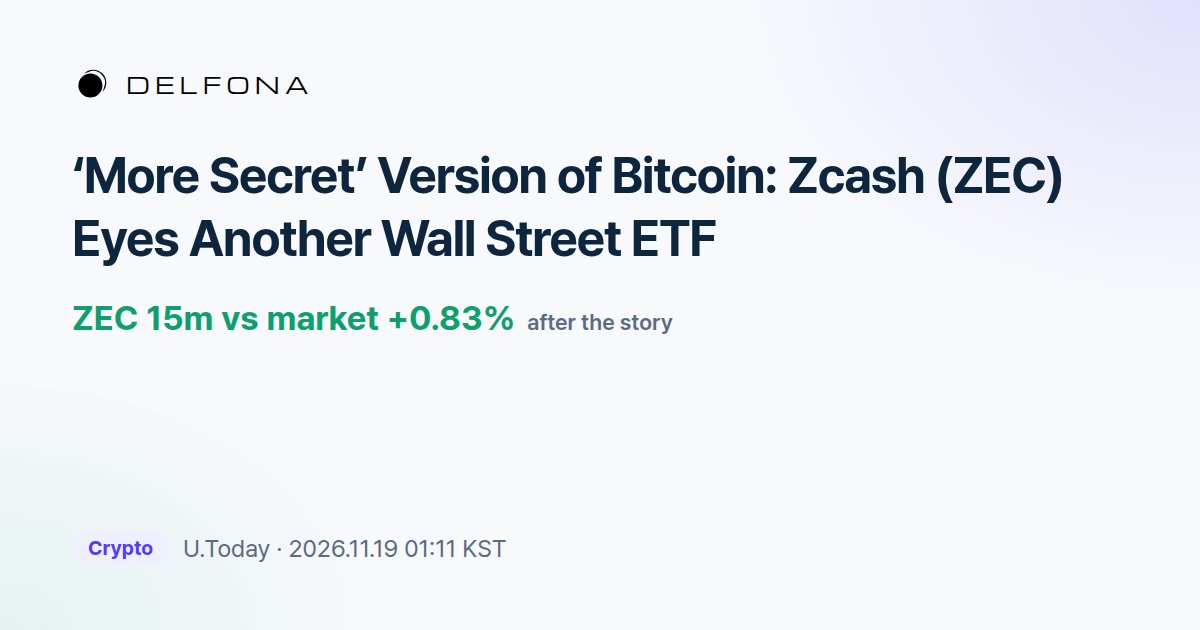 DELFONA
‘More Secret’ Version of Bitcoin: Zcash (ZEC)
Eyes Another Wall Street ETF
ZEC 15m vs market +0.83% after the story
Crypto U.Today · 2026.11.19 01:11 KST